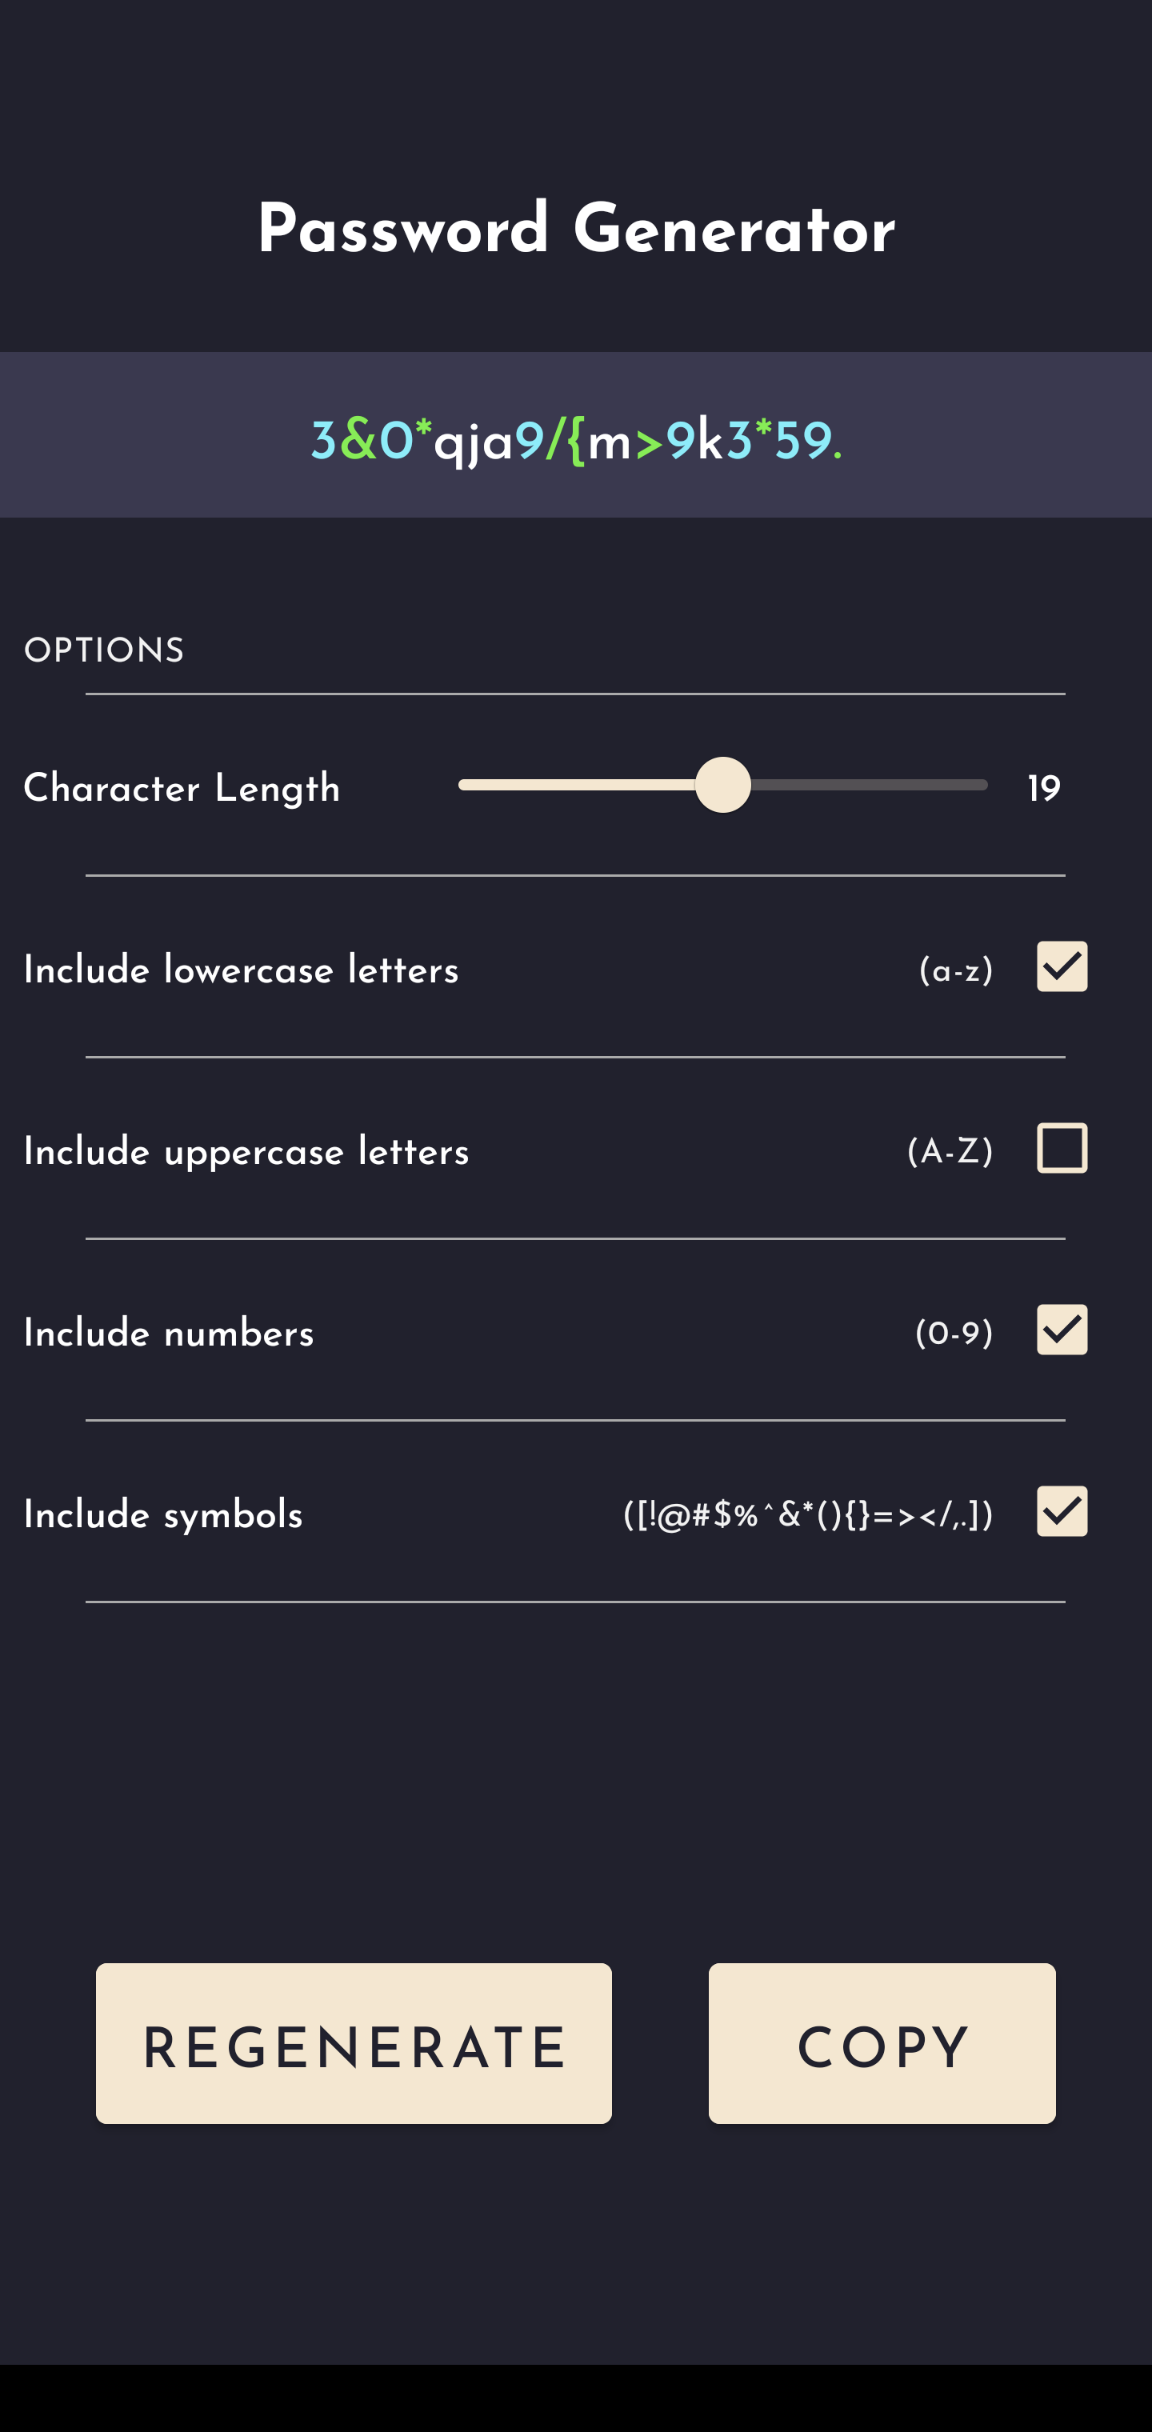 Password Generator
3&0*qja9/{m>9k3*59.
OPTIONS
Character Length 19
Include lowercase letters (a-z)
Include uppercase letters (A-Z)
Include numbers (0-9)
Include symbols ([!@#$%^&*(){}=></,.])
REGENERATE COPY